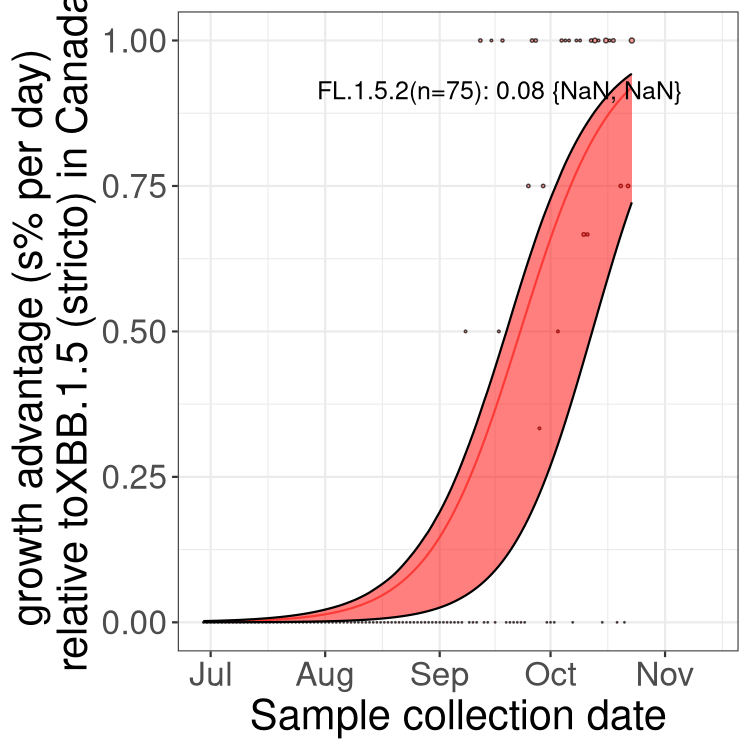 growth advantage (s% per day)
relative toXBB.1.5 (stricto) in Canada
1.00
0.75
0.50
0.25
0.00
FL.1.5.2(n=75): 0.08 {NaN, NaN}
Jul Aug Sep Oct Nov
Sample collection date